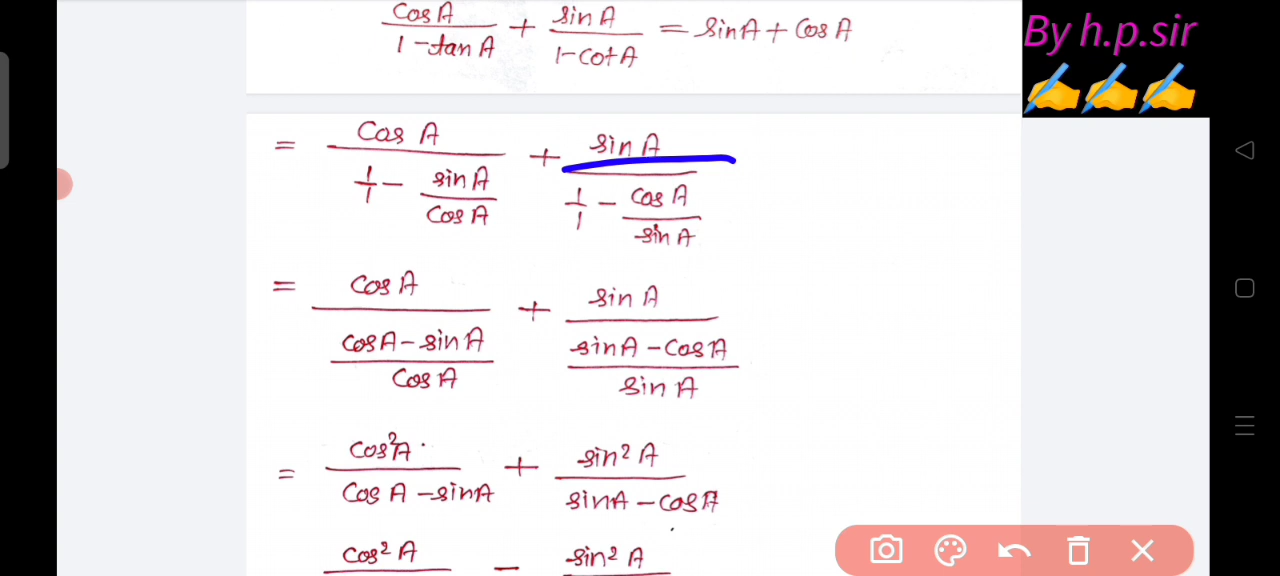 cos A / 1 - tan A + sin A / 1 - cot A = sin A + cos A
By h.p.sir
= cos A / (1/1 - sin A / cos A) + sin A / (1/1 - cos A / sin A)
= cos A / ((cos A - sin A) / cos A) + sin A / ((sin A - cos A) / sin A)
= cos² A / (cos A - sin A) + sin² A / (sin A - cos A)
cos² A - sin² A